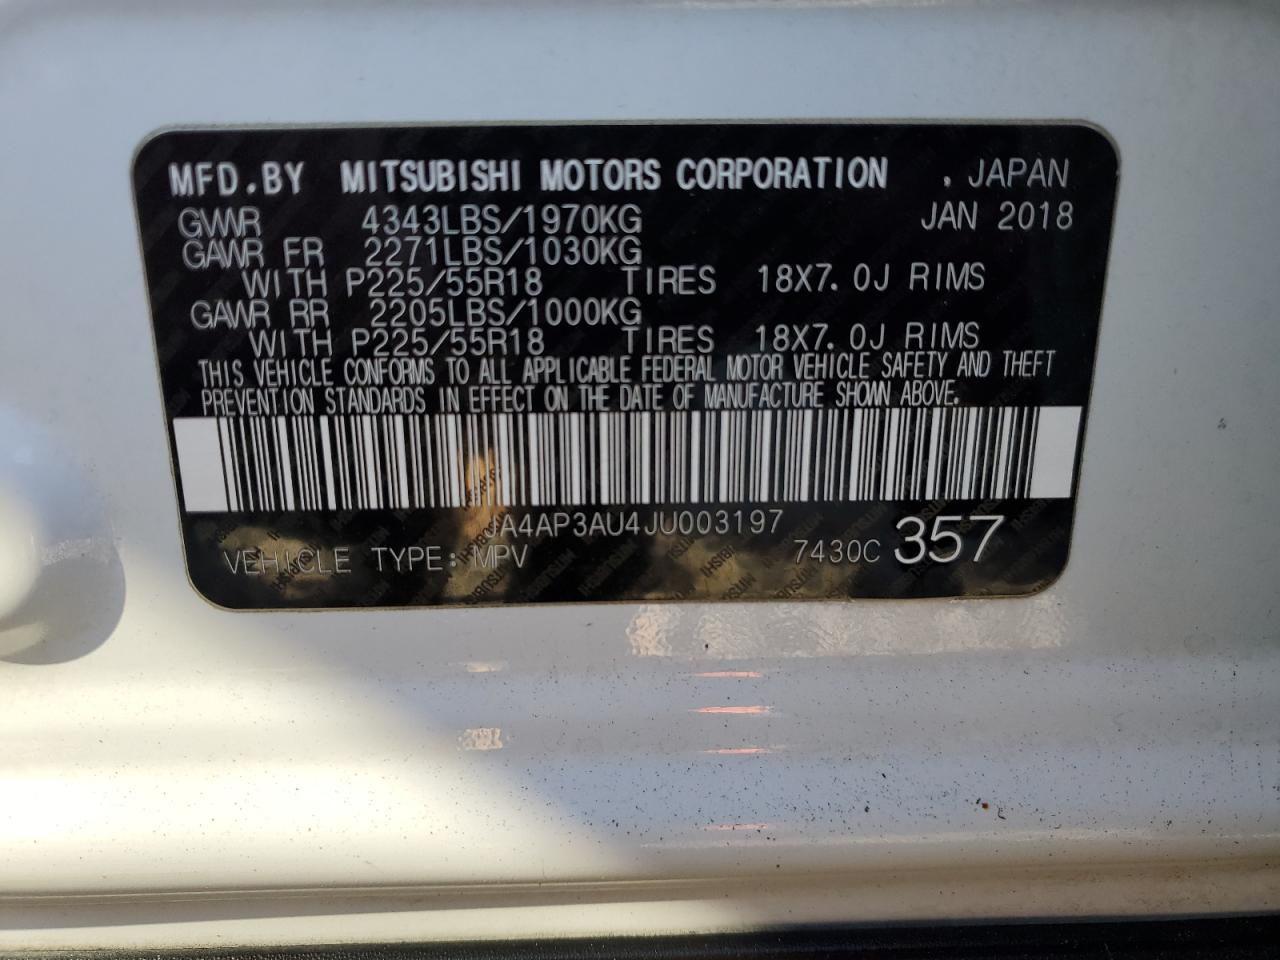 MFD.BY MITSUBISHI MOTORS CORPORATION , JAPAN
GVWR 4343LBS/1970KG JAN 2018
GAWR FR 2271LBS/1030KG
WITH P225/55R18 TIRES 18X7.0J RIMS
GAWR RR 2205LBS/1000KG
WITH P225/55R18 TIRES 18X7.0J RIMS
THIS VEHICLE CONFORMS TO ALL APPLICABLE FEDERAL MOTOR VEHICLE SAFETY AND THEFT
PREVENTION STANDARDS IN EFFECT ON THE DATE OF MANUFACTURE SHOWN ABOVE.
JA4AP3AU4JU003197
VEHICLE TYPE:MPV 7430C 357